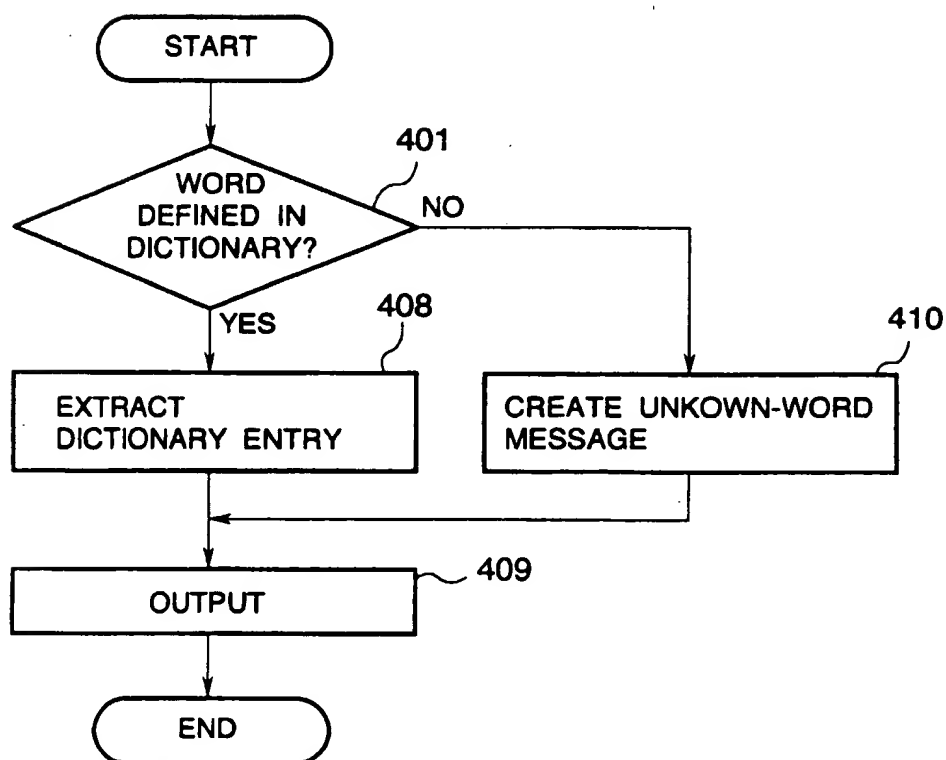 START
401
WORD
DEFINED IN
DICTIONARY?
NO
YES
408
410
EXTRACT
DICTIONARY ENTRY
CREATE UNKOWN-WORD
MESSAGE
409
OUTPUT
END